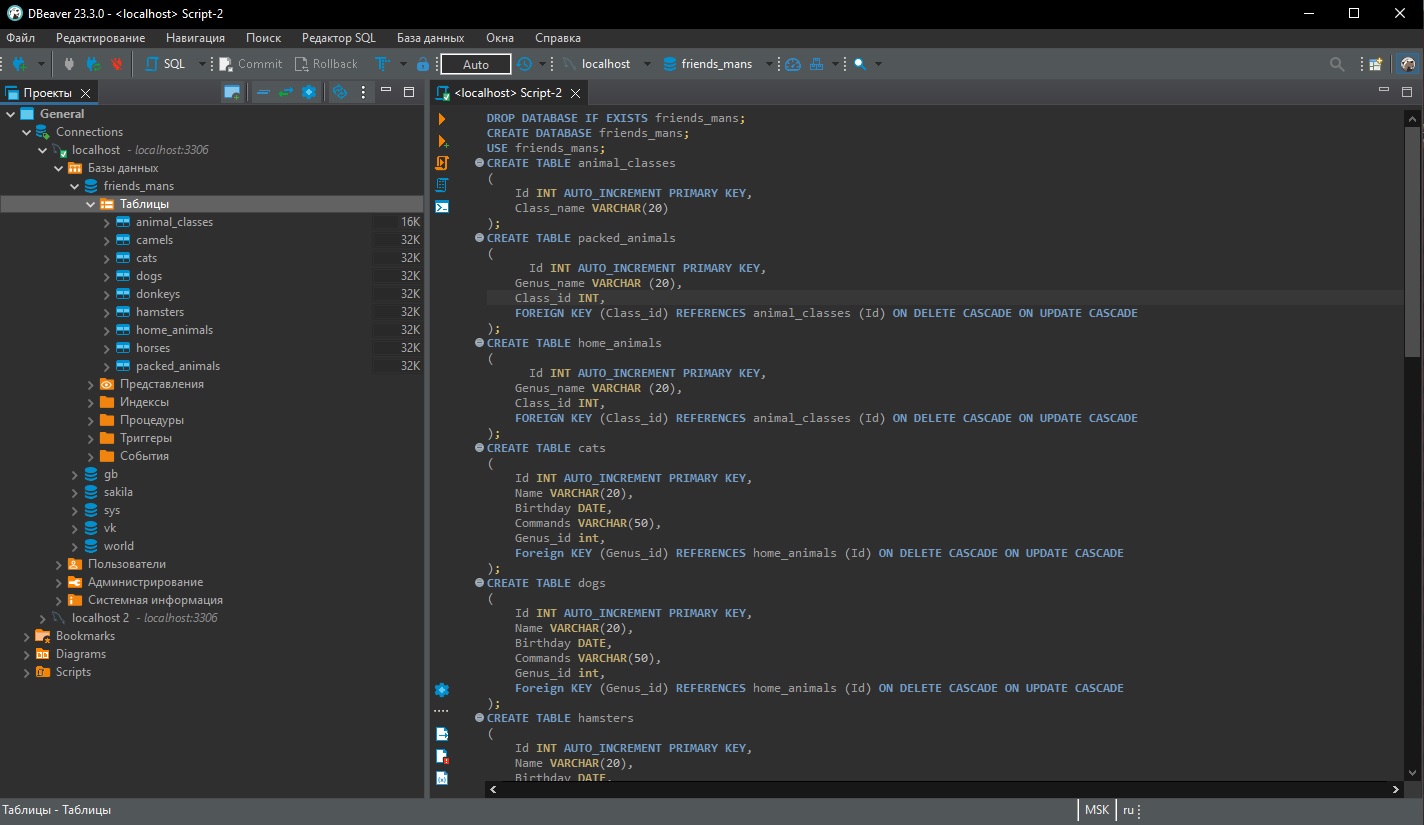 DBeaver 23.3.0 - <localhost> Script-2
Файл Редактирование Навигация Поиск Редактор SQL База данных Окна Справка
SQL Commit Rollback Auto localhost friends_mans
Проекты
General
Connections
localhost - localhost:3306
Базы данных
friends_mans
Таблицы
animal_classes 16K
camels 32K
cats 32K
dogs 32K
donkeys 32K
hamsters 32K
home_animals 32K
horses 32K
packed_animals 32K
Представления
Индексы
Процедуры
Триггеры
События
gb
sakila
sys
vk
world
Пользователи
Администрирование
Системная информация
localhost 2 - localhost:3306
Bookmarks
Diagrams
Scripts
<localhost> Script-2
DROP DATABASE IF EXISTS friends_mans;
CREATE DATABASE friends_mans;
USE friends_mans;
CREATE TABLE animal_classes
(
Id INT AUTO_INCREMENT PRIMARY KEY,
Class_name VARCHAR(20)
);
CREATE TABLE packed_animals
(
Id INT AUTO_INCREMENT PRIMARY KEY,
Genus_name VARCHAR (20),
Class_id INT,
FOREIGN KEY (Class_id) REFERENCES animal_classes (Id) ON DELETE CASCADE ON UPDATE CASCADE
);
CREATE TABLE home_animals
(
Id INT AUTO_INCREMENT PRIMARY KEY,
Genus_name VARCHAR (20),
Class_id INT,
FOREIGN KEY (Class_id) REFERENCES animal_classes (Id) ON DELETE CASCADE ON UPDATE CASCADE
);
CREATE TABLE cats
(
Id INT AUTO_INCREMENT PRIMARY KEY,
Name VARCHAR(20),
Birthday DATE,
Commands VARCHAR(50),
Genus_id int,
Foreign KEY (Genus_id) REFERENCES home_animals (Id) ON DELETE CASCADE ON UPDATE CASCADE
);
CREATE TABLE dogs
(
Id INT AUTO_INCREMENT PRIMARY KEY,
Name VARCHAR(20),
Birthday DATE,
Commands VARCHAR(50),
Genus_id int,
Foreign KEY (Genus_id) REFERENCES home_animals (Id) ON DELETE CASCADE ON UPDATE CASCADE
);
CREATE TABLE hamsters
(
Id INT AUTO_INCREMENT PRIMARY KEY,
Name VARCHAR(20),
Birthday DATE,
Таблицы - Таблицы
MSK ru